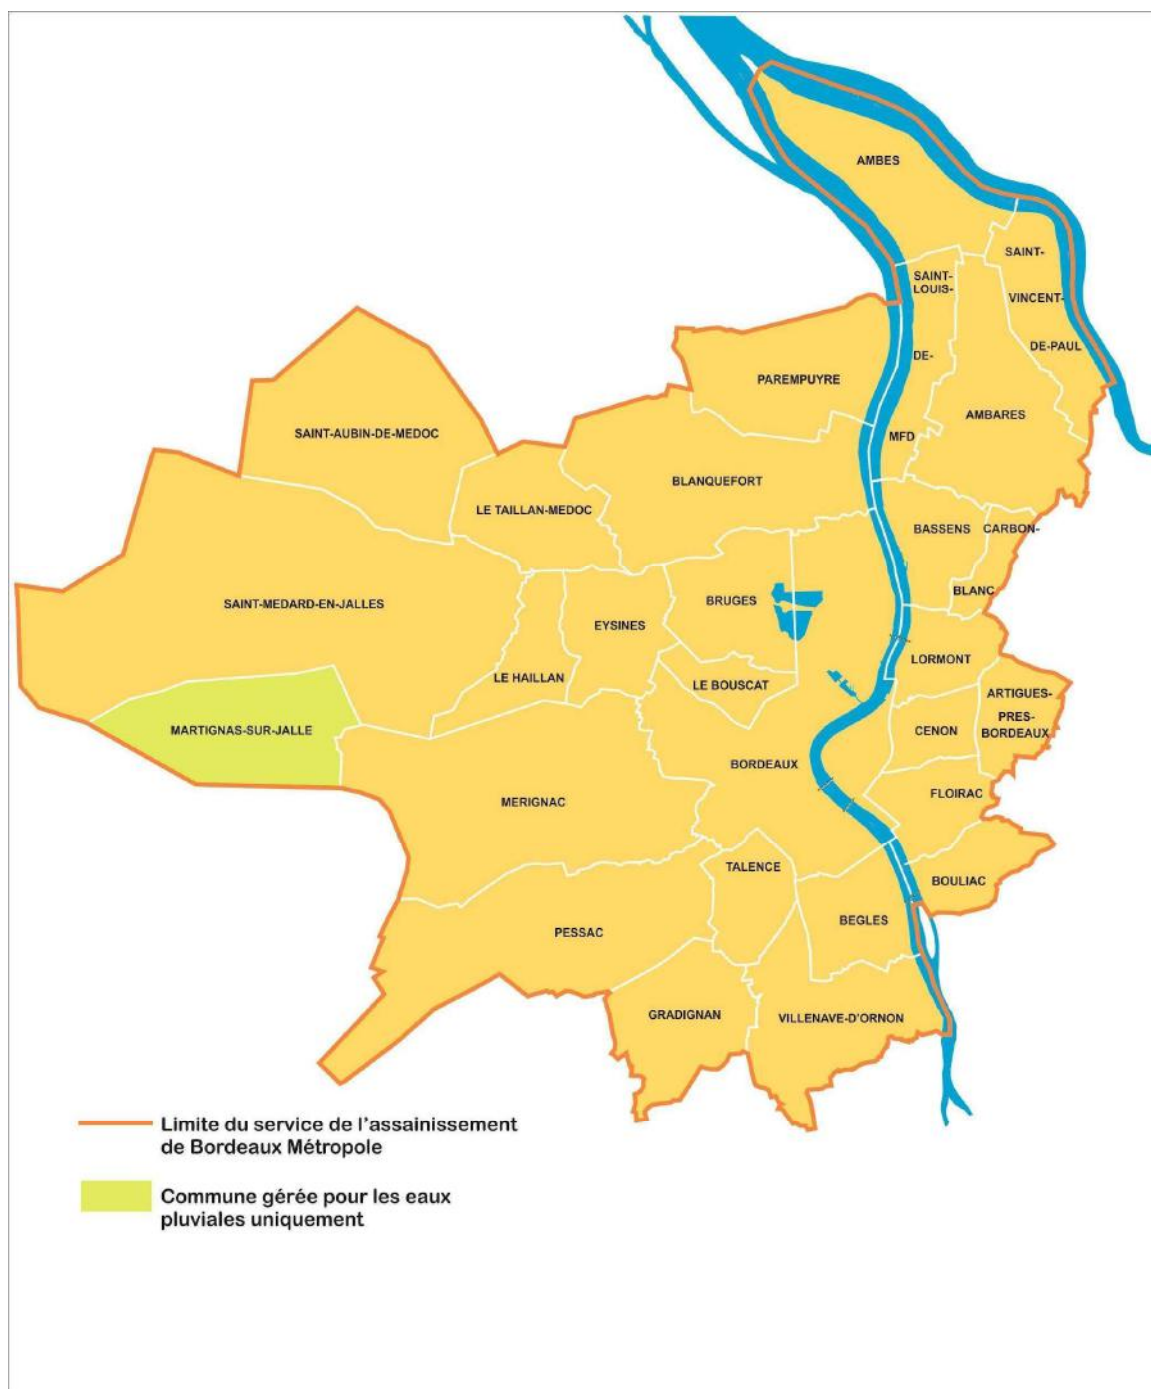 AMBES
SAINT-
VINCENT-
DE-PAUL
SAINT-
LOUIS-
DE-
MFD
PAREMPUYRE
AMBARES
SAINT-AUBIN-DE-MEDOC
BLANQUEFORT
LE TAILLAN-MEDOC
BASSENS
CARBON-
BLANC
SAINT-MEDARD-EN-JALLES
BRUGES
EYSINES
LORMONT
LE HAILLAN
LE BOUSCAT
ARTIGUES-
PRES-
BORDEAUX
MARTIGNAS-SUR-JALLE
CENON
BORDEAUX
FLOIRAC
MERIGNAC
TALENCE
BOULIAC
BEGLES
PESSAC
GRADIGNAN
VILLENAVE-D'ORNON
Limite du service de l'assainissement
de Bordeaux Métropole
Commune gérée pour les eaux
pluviales uniquement